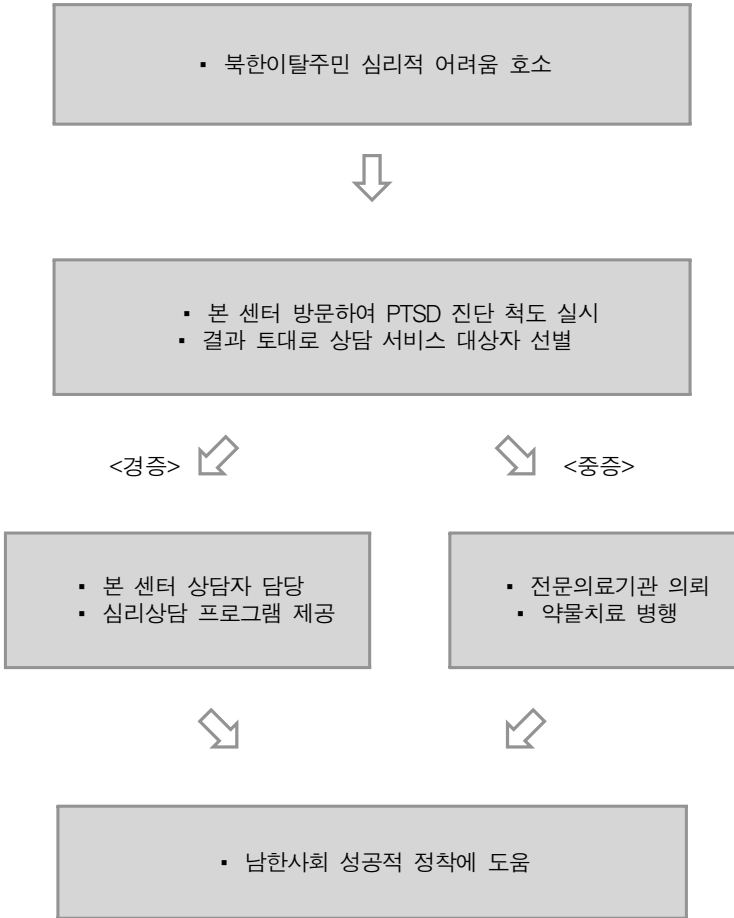 ▪ 북한이탈주민 심리적 어려움 호소
▪ 본 센터 방문하여 PTSD 진단 척도 실시
▪ 결과 토대로 상담 서비스 대상자 선별
<경증>
<중증>
▪ 본 센터 상담자 담당
▪ 심리상담 프로그램 제공
▪ 전문의료기관 의뢰
▪ 약물치료 병행
▪ 남한사회 성공적 정착에 도움